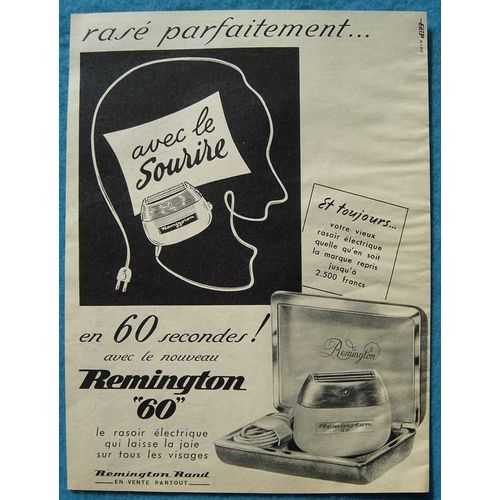 rasé parfaitement...
avec le
Sourire
Remington
Et toujours...
votre vieux
rasoir électrique
quelle qu'en soit
la marque repris
jusqu'à
2.500 francs
en 60 secondes !
avec le nouveau
Remington
"60"
le rasoir électrique
qui laisse la joie
sur tous les visages
Remington Rand
EN VENTE PARTOUT
Remington
Remington
60